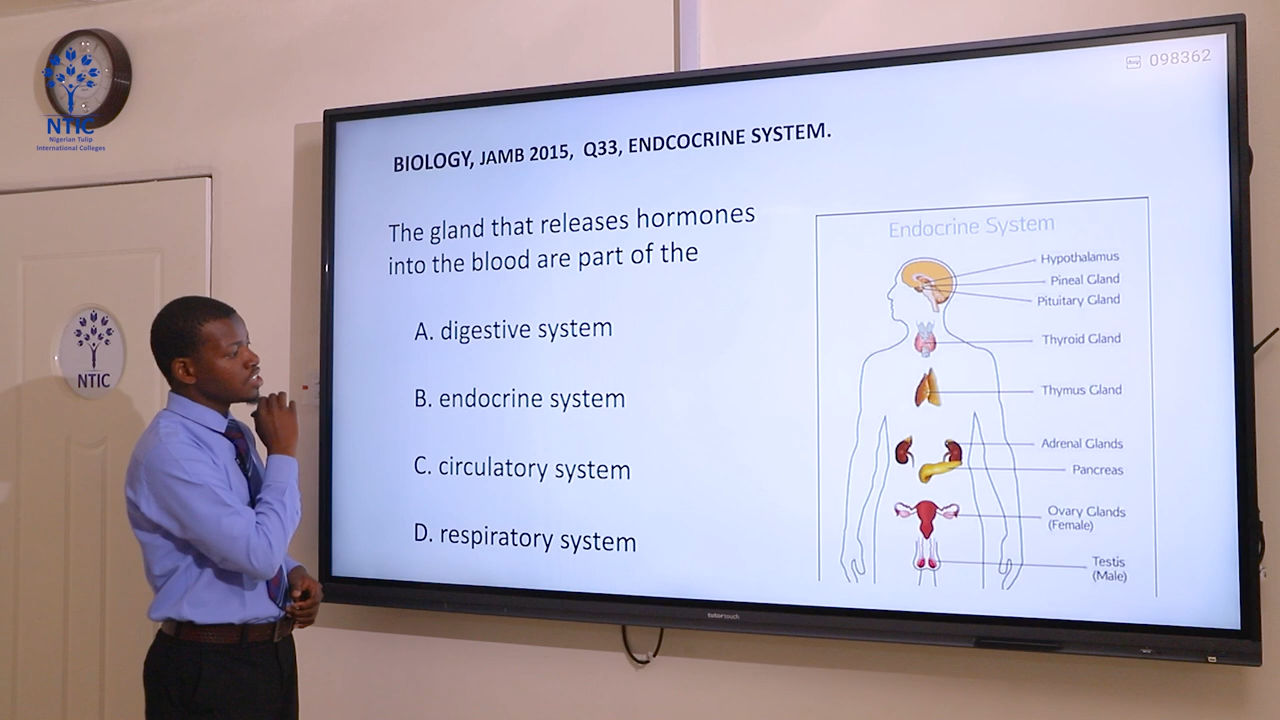 NTIC
Nigerian Tulip
International Colleges
NTIC
098362
BIOLOGY, JAMB 2015, Q33, ENDCOCRINE SYSTEM.
The gland that releases hormones
into the blood are part of the
A. digestive system
B. endocrine system
C. circulatory system
D. respiratory system
Endocrine System
Hypothalamus
Pineal Gland
Pituitary Gland
Thyroid Gland
Thymus Gland
Adrenal Glands
Pancreas
Ovary Glands
(Female)
Testis
(Male)